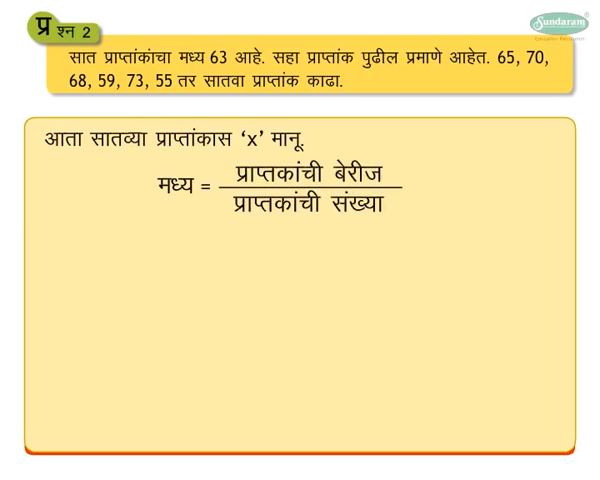 प्रश्न 2
Sundaram
सात प्राप्तांकांचा मध्य 63 आहे. सहा प्राप्तांक पुढील प्रमाणे आहेत. 65, 70,
68, 59, 73, 55 तर सातवा प्राप्तांक काढा.
आता सातव्या प्राप्तांकास ‘x’ मानू.
मध्य = प्राप्तकांची बेरीज
प्राप्तकांची संख्या